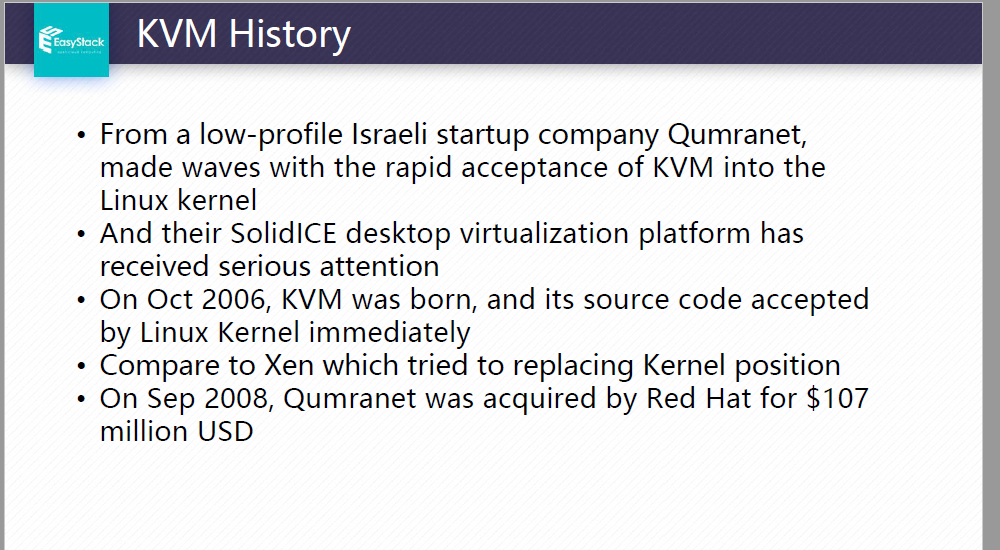 EasyStack
KVM History
• From a low-profile Israeli startup company Qumranet,
made waves with the rapid acceptance of KVM into the
Linux kernel
• And their SolidICE desktop virtualization platform has
received serious attention
• On Oct 2006, KVM was born, and its source code accepted
by Linux Kernel immediately
• Compare to Xen which tried to replacing Kernel position
• On Sep 2008, Qumranet was acquired by Red Hat for $107
million USD